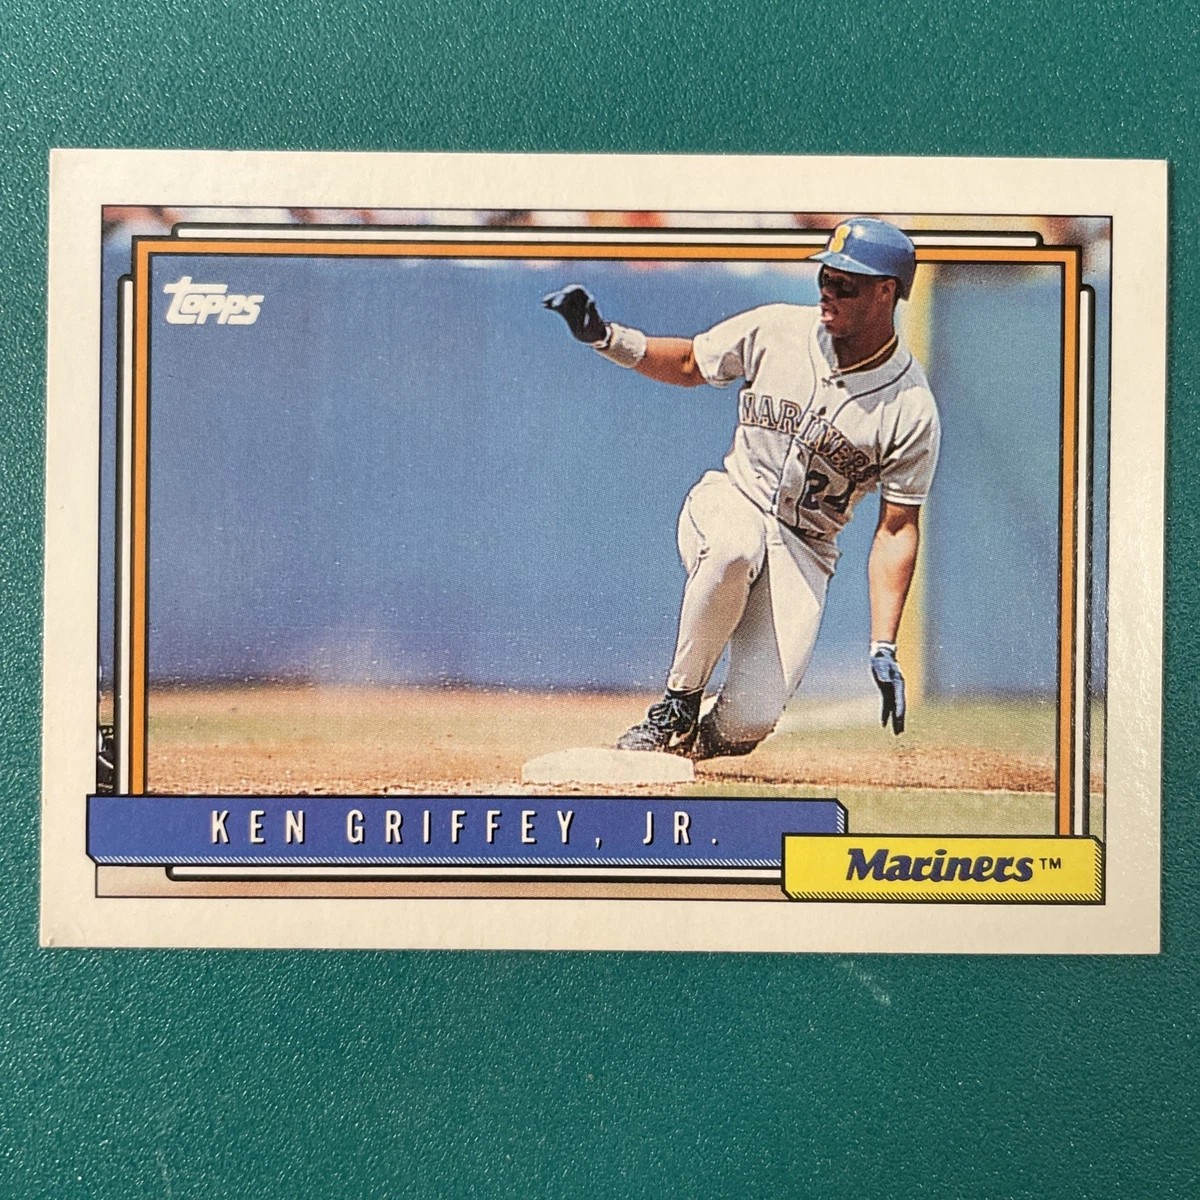 topps
S
MARINERS
24
KEN GRIFFEY, JR.
Mariners™